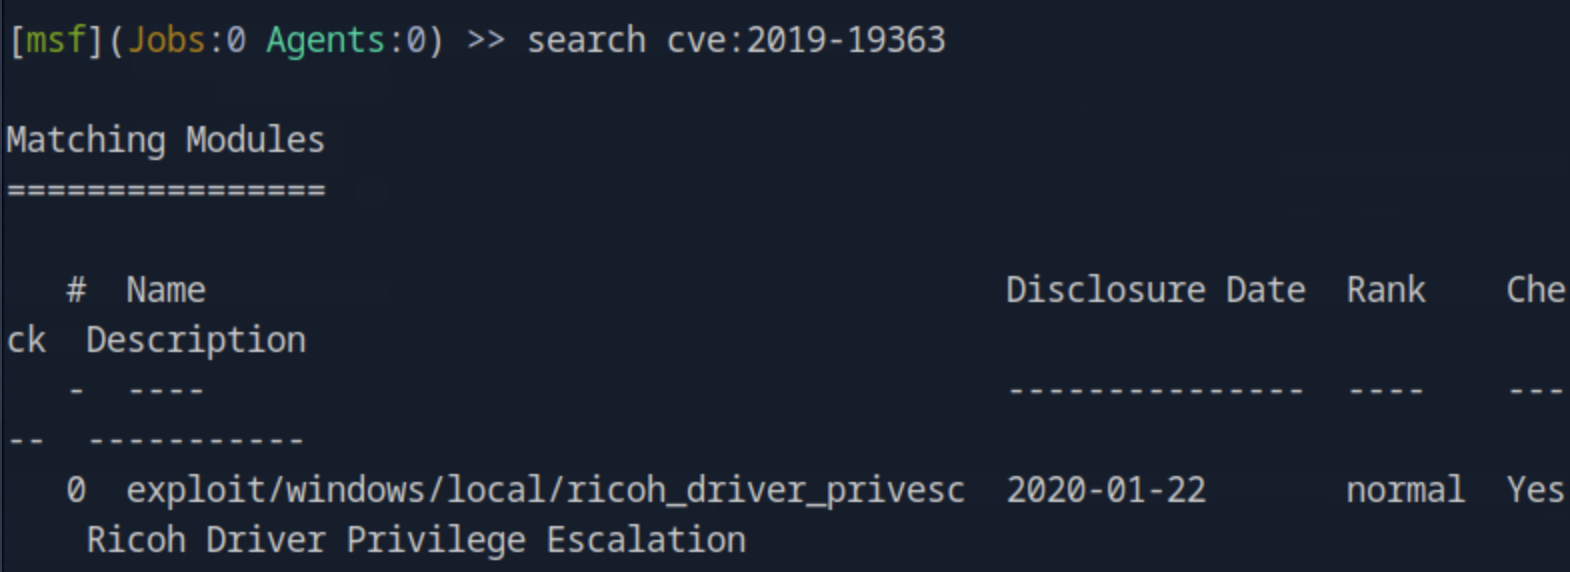 [msf](Jobs:0 Agents:0) >> search cve:2019-19363
Matching Modules
================
# Name Disclosure Date Rank Che
ck Description
- ---- --------------- ---- ---
-- -----------
0 exploit/windows/local/ricoh_driver_privesc 2020-01-22 normal Yes
Ricoh Driver Privilege Escalation